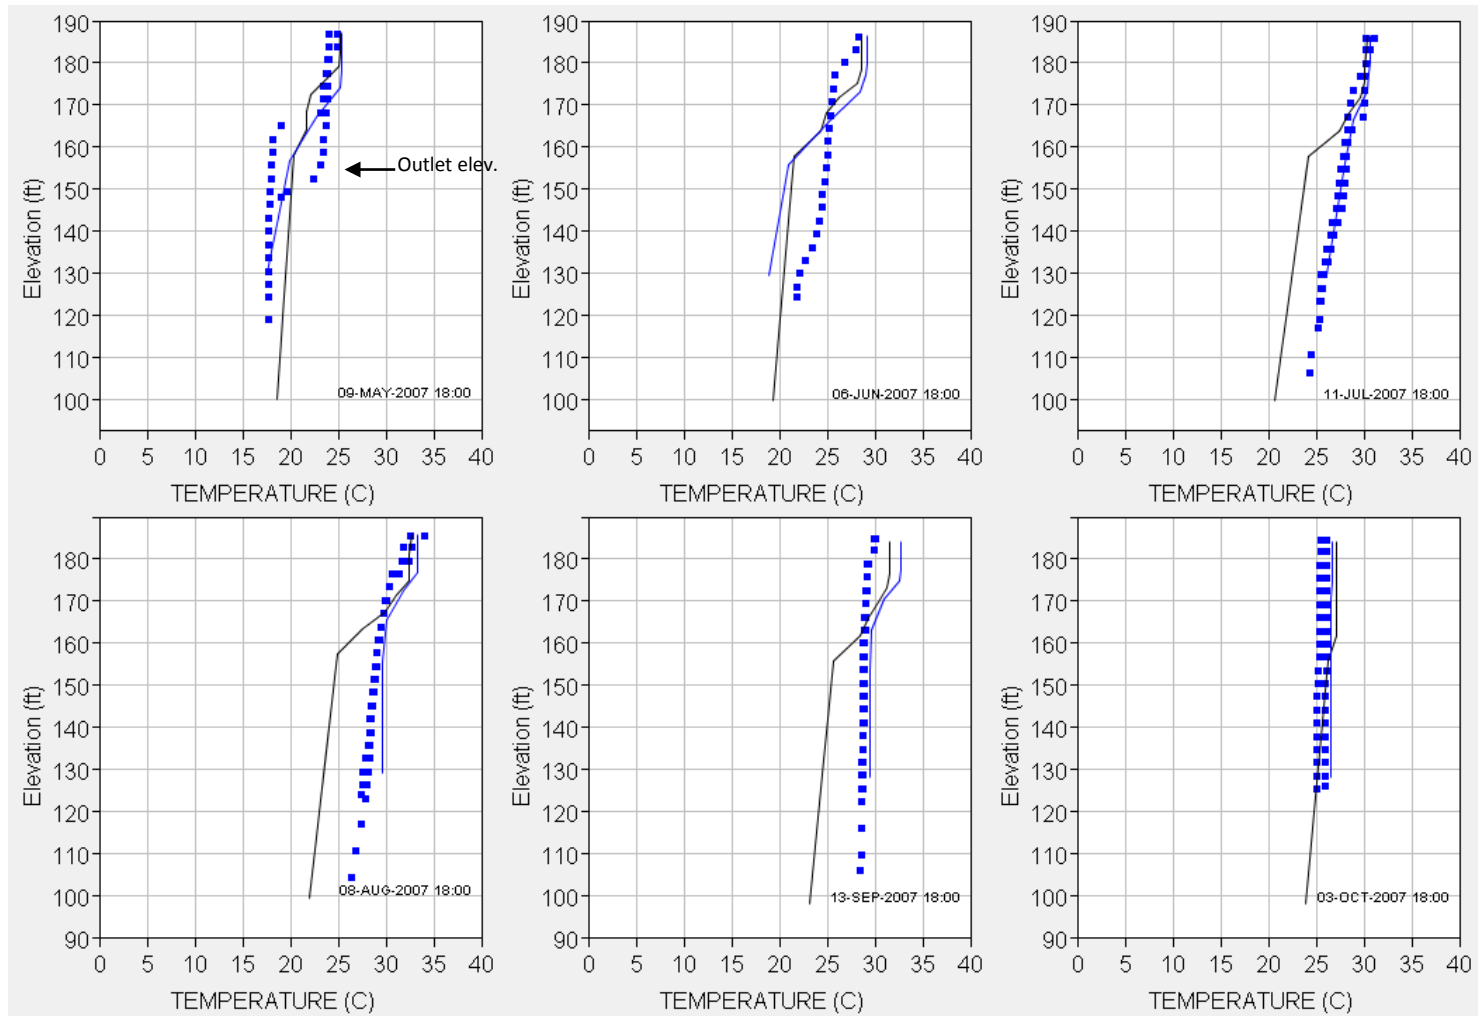 190
180
170
160
150
140
130
120
110
100
Elevation (ft)
Outlet elev.
09-MAY-2007 18:00
0 5 10 15 20 25 30 35 40
TEMPERATURE (C)
190
180
170
160
150
140
130
120
110
100
Elevation (ft)
06-JUN-2007 18:00
0 5 10 15 20 25 30 35 40
TEMPERATURE (C)
190
180
170
160
150
140
130
120
110
100
Elevation (ft)
11-JUL-2007 18:00
0 5 10 15 20 25 30 35 40
TEMPERATURE (C)
180
170
160
150
140
130
120
110
100
90
Elevation (ft)
08-AUG-2007 18:00
0 5 10 15 20 25 30 35 40
TEMPERATURE (C)
180
170
160
150
140
130
120
110
100
90
Elevation (ft)
13-SEP-2007 18:00
0 5 10 15 20 25 30 35 40
TEMPERATURE (C)
180
170
160
150
140
130
120
110
100
90
Elevation (ft)
03-OCT-2007 18:00
0 5 10 15 20 25 30 35 40
TEMPERATURE (C)